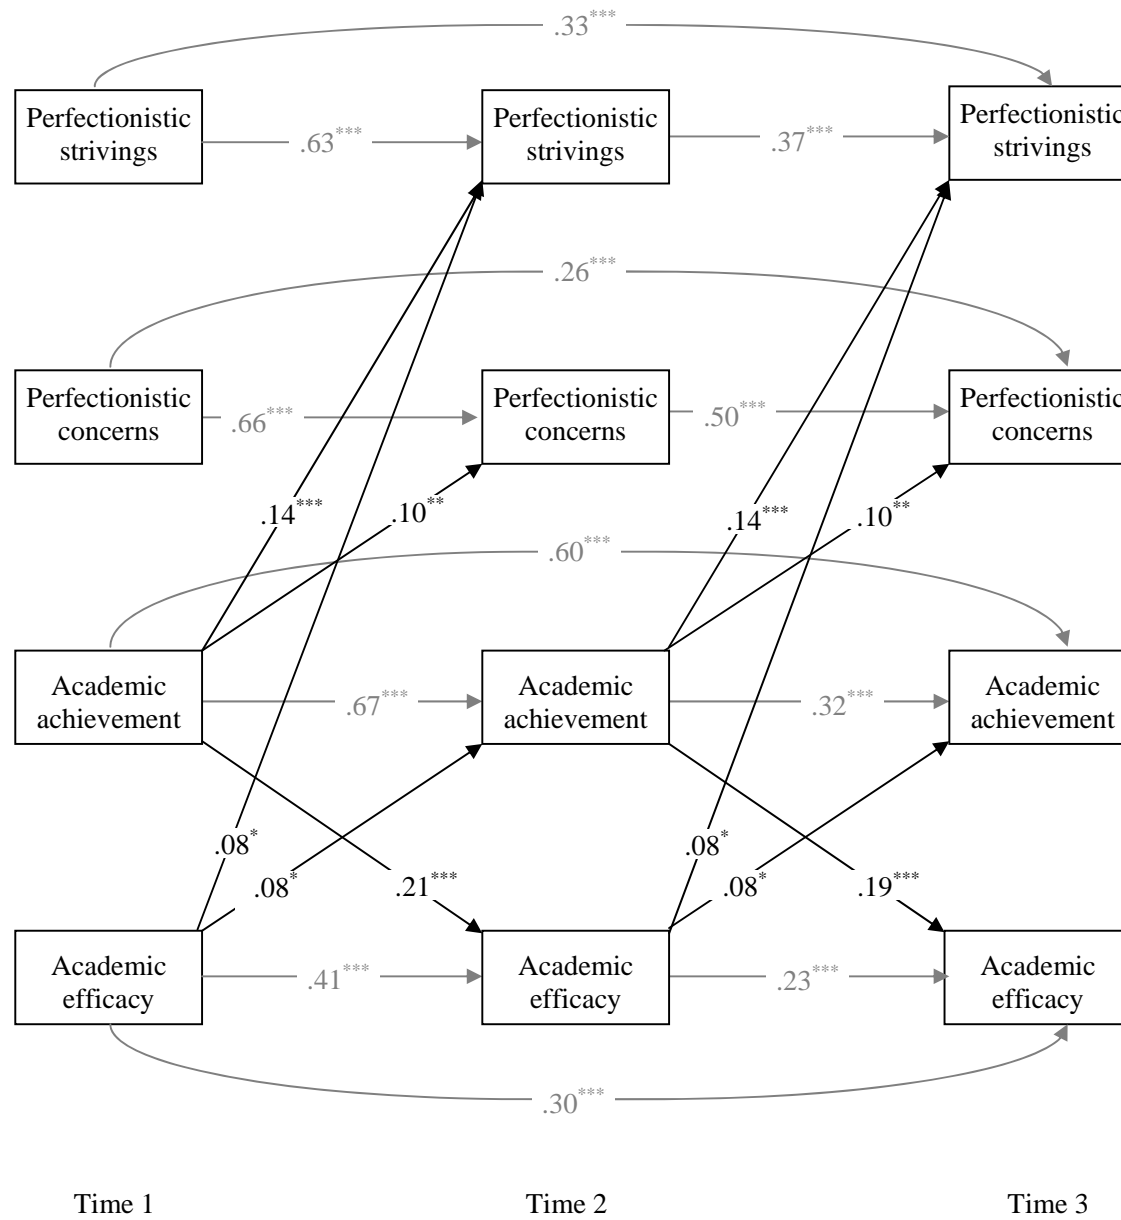 .33***
Perfectionistic strivings
.63***
Perfectionistic strivings
.37***
Perfectionistic strivings
.26***
Perfectionistic concerns
.66***
Perfectionistic concerns
.50***
Perfectionistic concerns
.14***
.10**
.14***
.10**
.60***
Academic achievement
.67***
Academic achievement
.32***
Academic achievement
.08*
.08*
.21***
.08*
.08*
.19***
Academic efficacy
.41***
Academic efficacy
.23***
Academic efficacy
.30***
Time 1
Time 2
Time 3